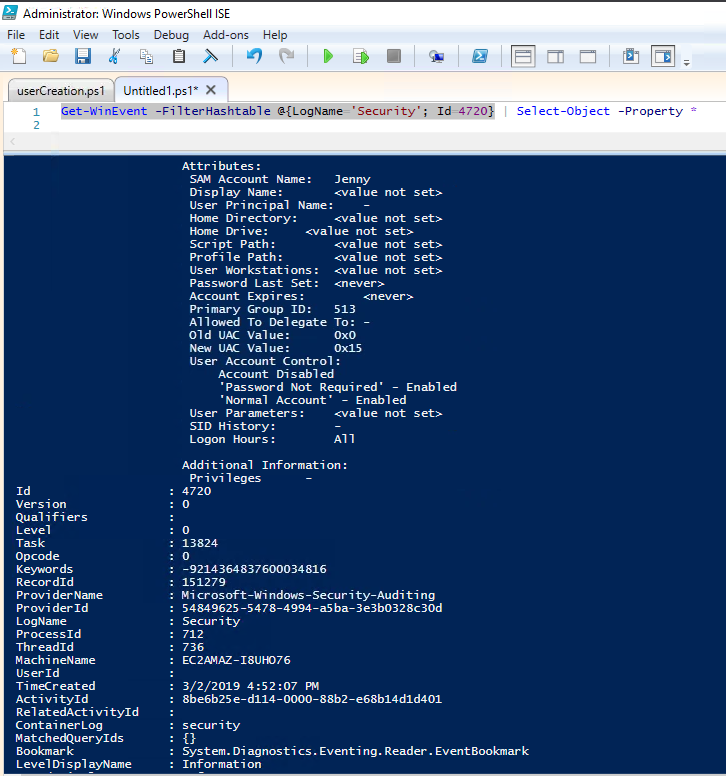 Administrator: Windows PowerShell ISE
File Edit View Tools Debug Add-ons Help
userCreation.ps1 Untitled1.ps1* X
1 Get-WinEvent -FilterHashtable @{LogName='Security'; Id=4720} | Select-Object -Property *
2
Attributes:
SAM Account Name: Jenny
Display Name: <value not set>
User Principal Name: -
Home Directory: <value not set>
Home Drive: <value not set>
Script Path: <value not set>
Profile Path: <value not set>
User Workstations: <value not set>
Password Last Set: <never>
Account Expires: <never>
Primary Group ID: 513
Allowed To Delegate To: -
Old UAC Value: 0x0
New UAC Value: 0x15
User Account Control:
Account Disabled
'Password Not Required' - Enabled
'Normal Account' - Enabled
User Parameters: <value not set>
SID History: -
Logon Hours: All
Additional Information:
Privileges -
Id : 4720
Version : 0
Qualifiers :
Level : 0
Task : 13824
Opcode : 0
Keywords : -9214364837600034816
RecordId : 151279
ProviderName : Microsoft-Windows-Security-Auditing
ProviderId : 54849625-5478-4994-a5ba-3e3b0328c30d
LogName : Security
ProcessId : 712
ThreadId : 736
MachineName : EC2AMAZ-I8UHO76
UserId :
TimeCreated : 3/2/2019 4:52:07 PM
ActivityId : 8be6b25e-d114-0000-88b2-e68b14d1d401
RelatedActivityId :
ContainerLog : security
MatchedQueryIds : {}
Bookmark : System.Diagnostics.Eventing.Reader.EventBookmark
LevelDisplayName : Information